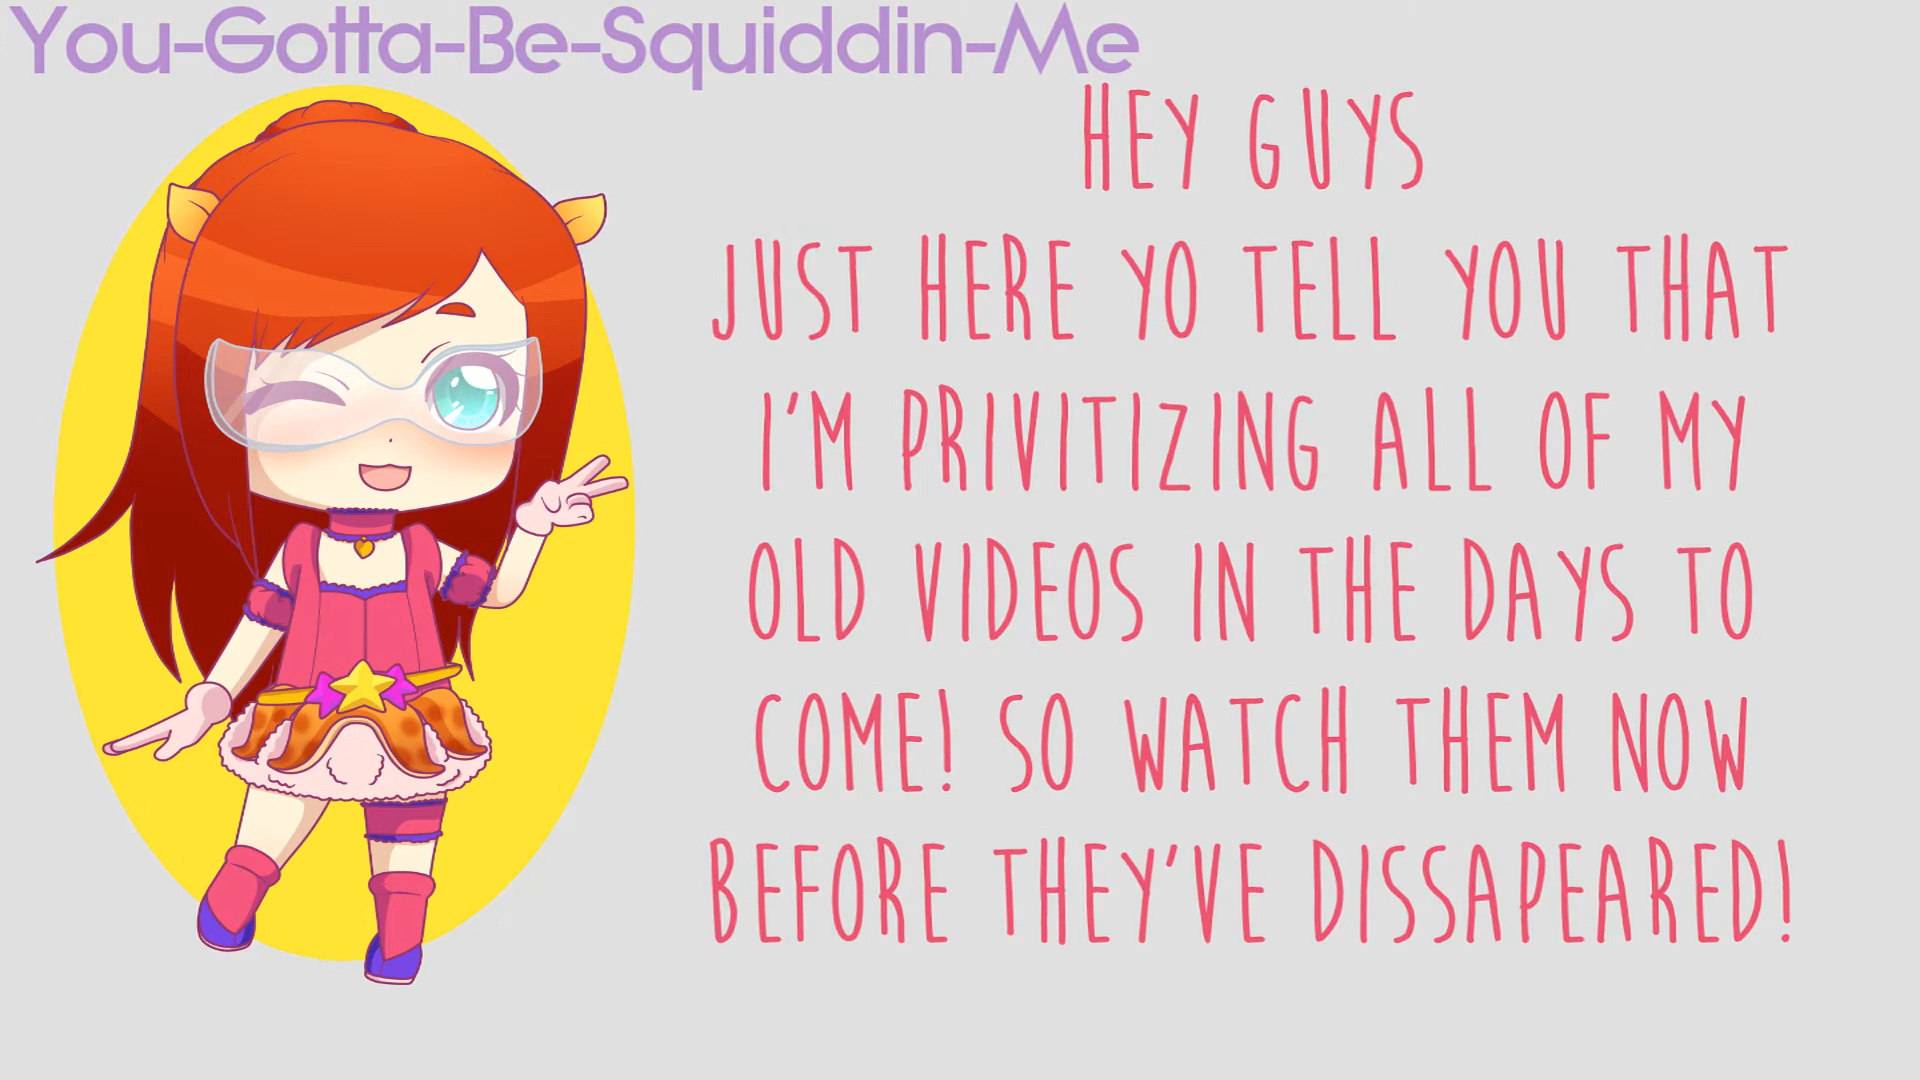 You-Gotta-Be-Squiddin-Me
HEY GUYS
JUST HERE YO TELL YOU THAT
I'M PRIVITIZING ALL OF MY
OLD VIDEOS IN THE DAYS TO
COME! SO WATCH THEM NOW
BEFORE THEY'VE DISSAPEARED!